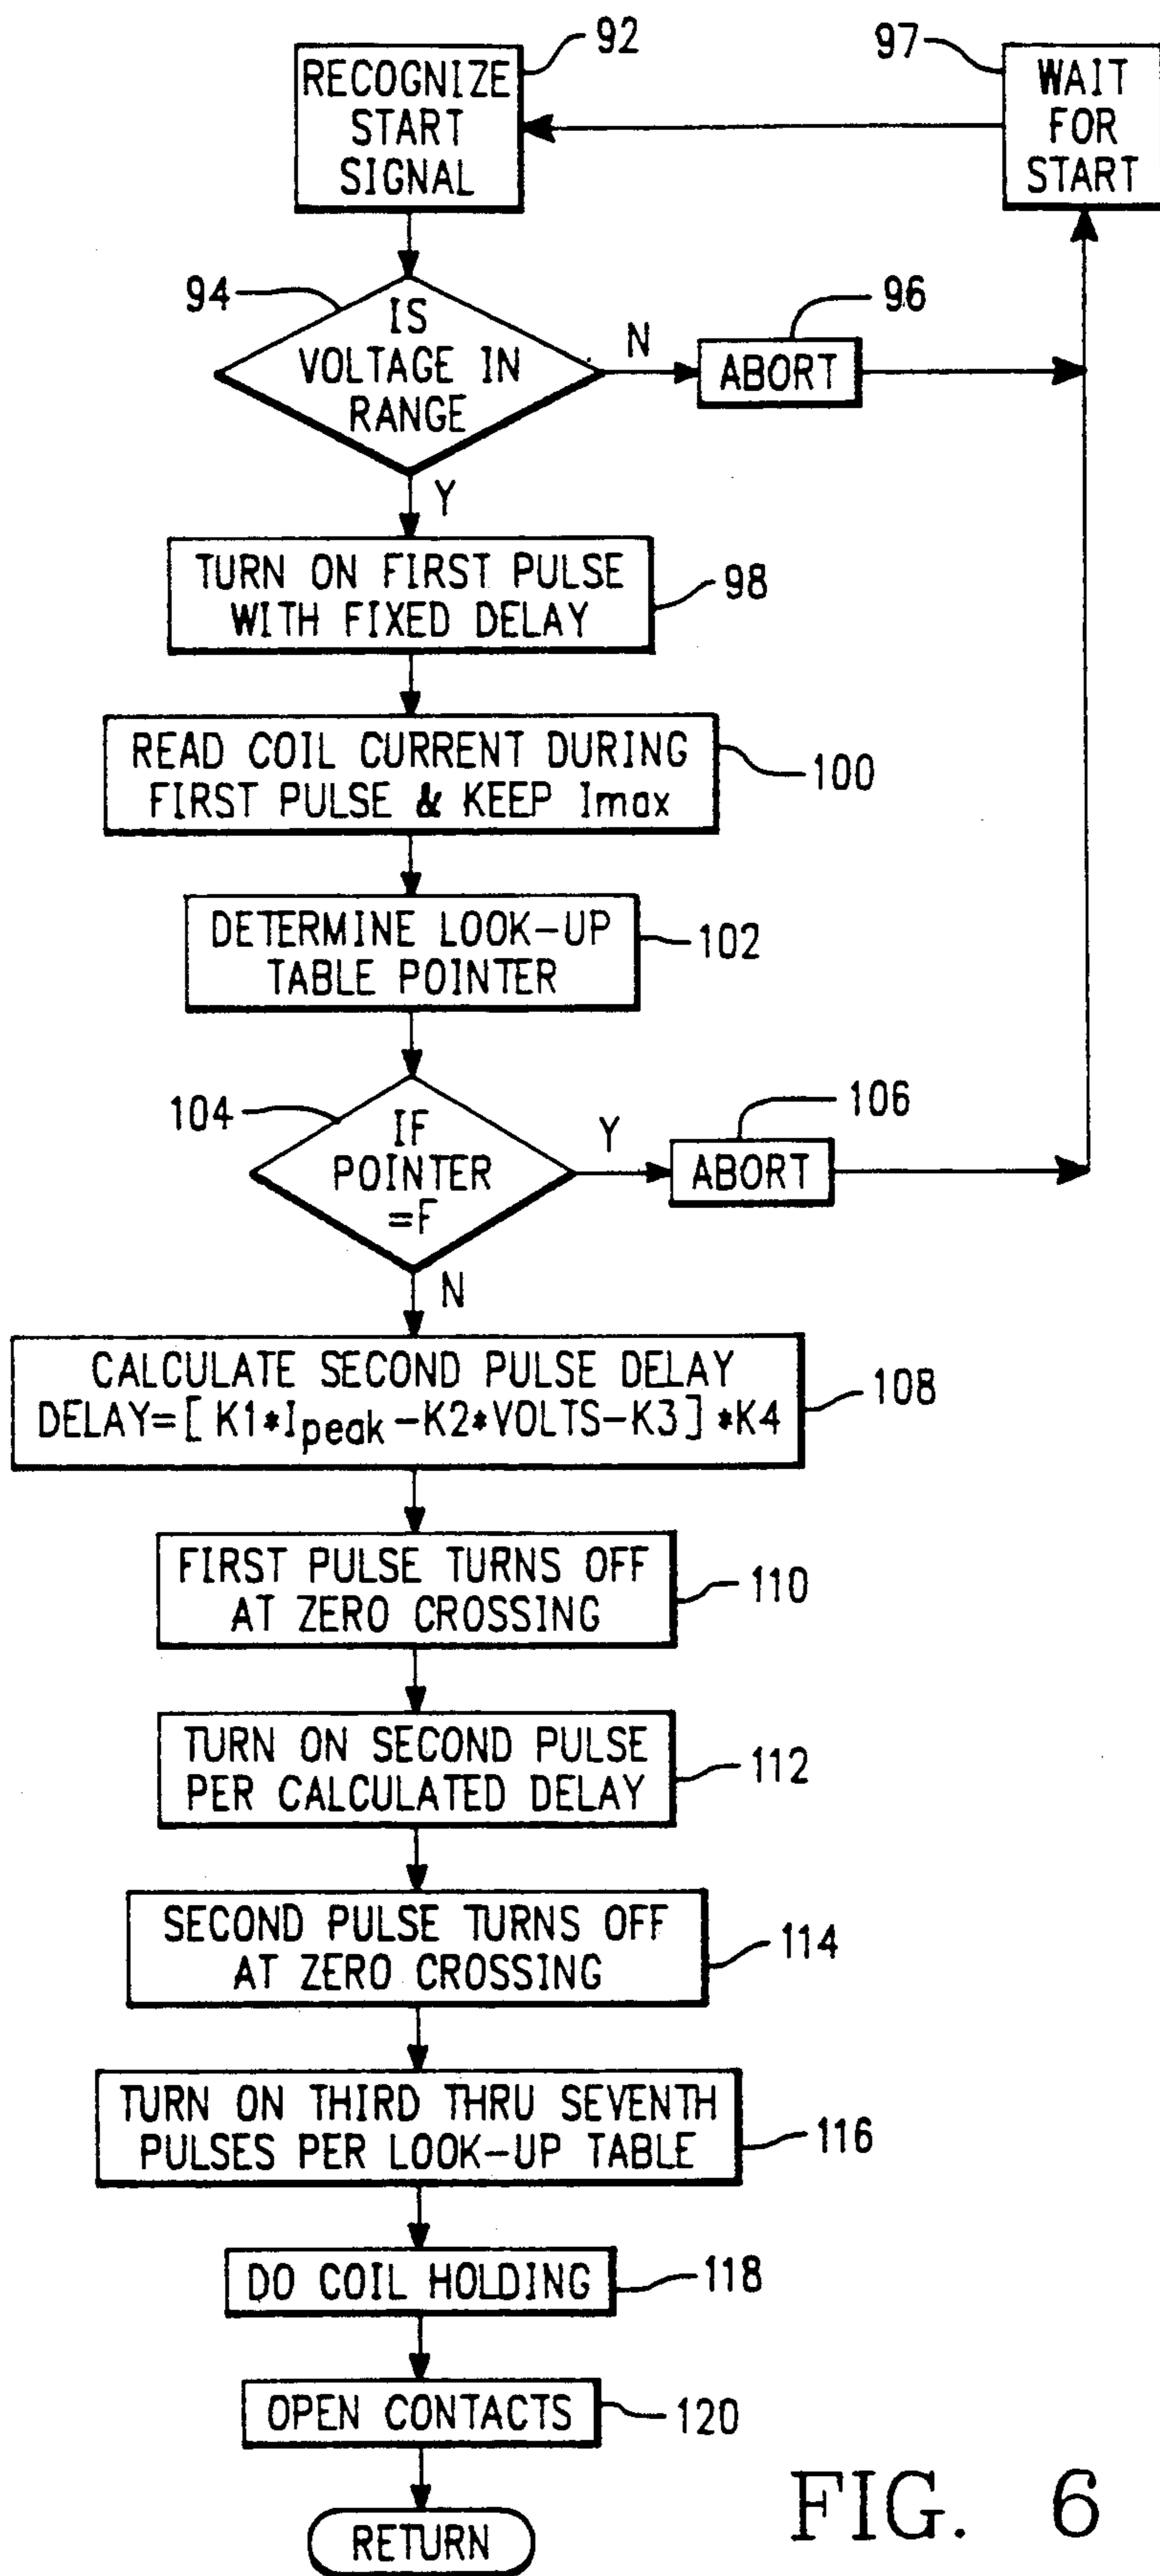 92
RECOGNIZE
START
SIGNAL
97
WAIT
FOR
START
94
IS
VOLTAGE IN
RANGE
N
96
ABORT
Y
TURN ON FIRST PULSE
WITH FIXED DELAY
98
READ COIL CURRENT DURING
FIRST PULSE & KEEP Imax
100
DETERMINE LOOK-UP
TABLE POINTER
102
104
IF
POINTER
=F
Y
106
ABORT
N
CALCULATE SECOND PULSE DELAY
DELAY=[K1*Ipeak-K2*VOLTS-K3]*K4
108
FIRST PULSE TURNS OFF
AT ZERO CROSSING
110
TURN ON SECOND PULSE
PER CALCULATED DELAY
112
SECOND PULSE TURNS OFF
AT ZERO CROSSING
114
TURN ON THIRD THRU SEVENTH
PULSES PER LOOK-UP TABLE
116
DO COIL HOLDING
118
OPEN CONTACTS
120
RETURN
FIG. 6